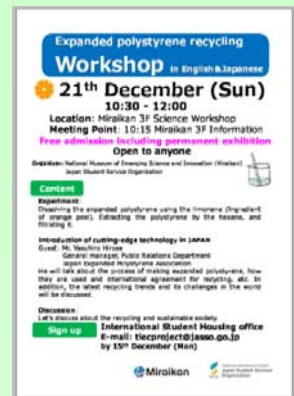 Expanded polystyrene recycling
Workshop in English&Japanese
21th December (Sun)
10:30 - 12:00
Location: Miraikan 3F Science Workshop
Meeting Point: 10:15 Miraikan 3F Information
Free admission including permanent exhibition
Open to anyone
Organizer: National Museum of Emerging Science and Innovation (Miraikan)
Japan Student Service Organization
Content
Experiment:
Dissolving the expanded polystyrene using the limonene (Ingredient
of orange peel). Extracting the polystyrene by the hexane, and
filtrating it.
Introduction of cutting-edge technology in JAPAN
Guest: Mr. Yasuhiro Hirose
General manager, Public Relations Department
Japan Expanded Polystyrene Association
He will talk about the process of making expanded polystyrene, how
they are used and international agreement for recycling, etc. In
addition, the latest recycling trends and its challenges in the world
will be discussed.
Discussion:
Let's discuss about the recycling and sustainable society.
Sign up
International Student Housing office
E-mail: tiecproject@jasso.go.jp
by 15th December (Mon)
Miraikan
Japan Student Services
Organization